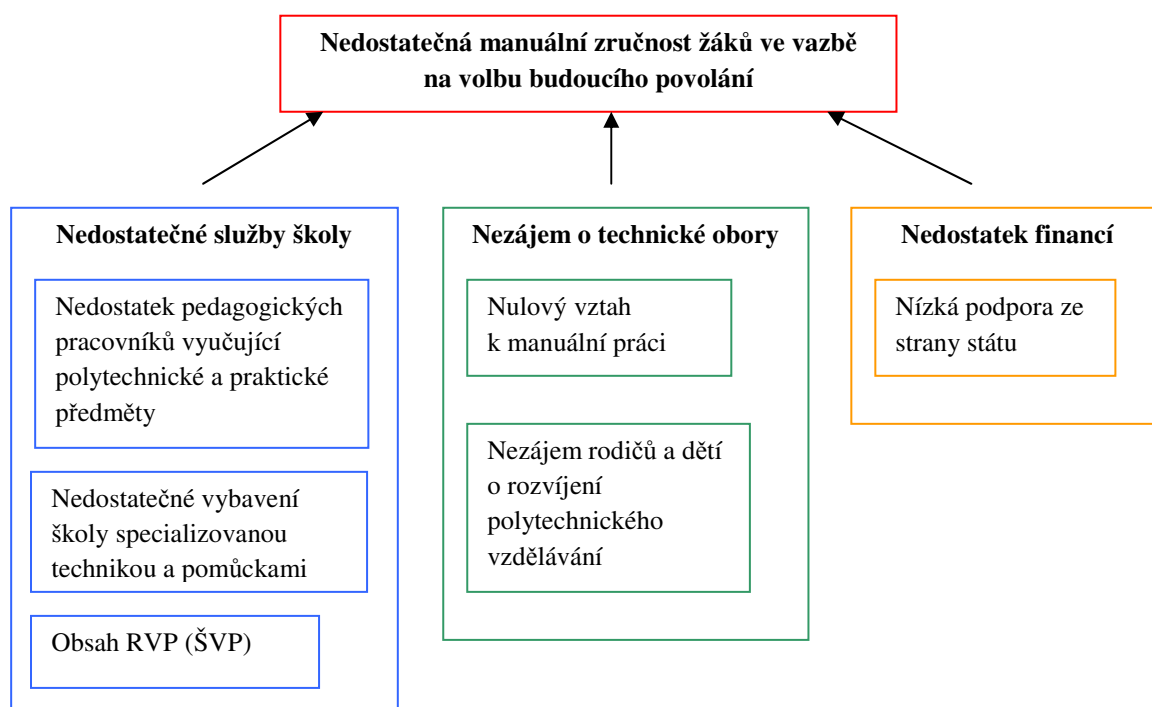 Nedostatečná manuální zručnost žáků ve vazbě
na volbu budoucího povolání
Nedostatečné služby školy
Nedostatek pedagogických
pracovníků vyučující
polytechnické a praktické
předměty
Nedostatečné vybavení
školy specializovanou
technikou a pomůckami
Obsah RVP (ŠVP)
Nezájem o technické obory
Nulový vztah
k manuální práci
Nezájem rodičů a dětí
o rozvíjení
polytechnického
vzdělávání
Nedostatek financí
Nízká podpora ze
strany státu